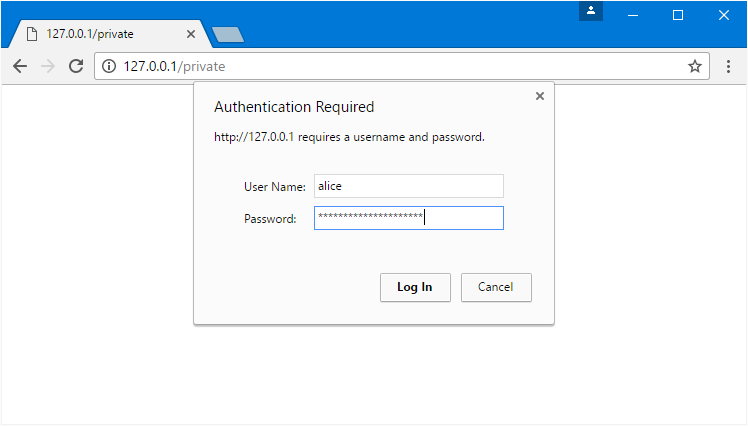 127.0.0.1/private
127.0.0.1/private
Authentication Required
http://127.0.0.1 requires a username and password.
User Name: alice
Password: *********************
Log In Cancel